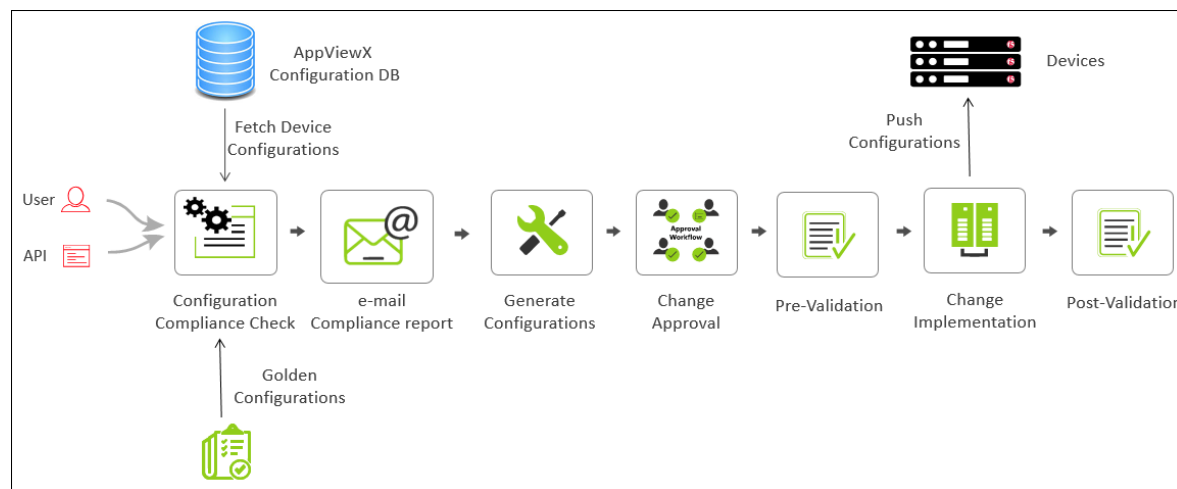 AppViewX
Configuration DB
Devices
Fetch Device
Configurations
Push
Configurations
User
API
@
Approval
Workflow
Configuration
Compliance Check
e-mail
Compliance report
Generate
Configurations
Change
Approval
Pre-Validation
Change
Implementation
Post-Validation
Golden
Configurations